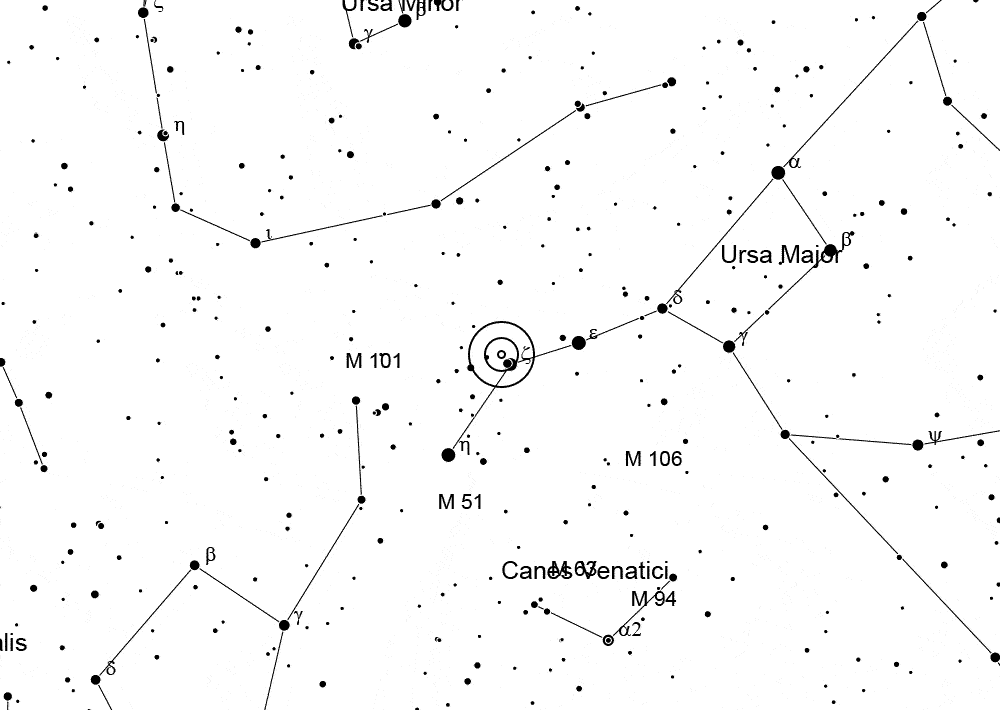 ζ
Ursa Minor
β
γ
η
α
ι
β
Ursa Major
δ
ε
γ
ζ
M 101
ψ
η
M 106
M 51
β
M 63
Canes Venatici
M 94
γ
α2
alis
δ